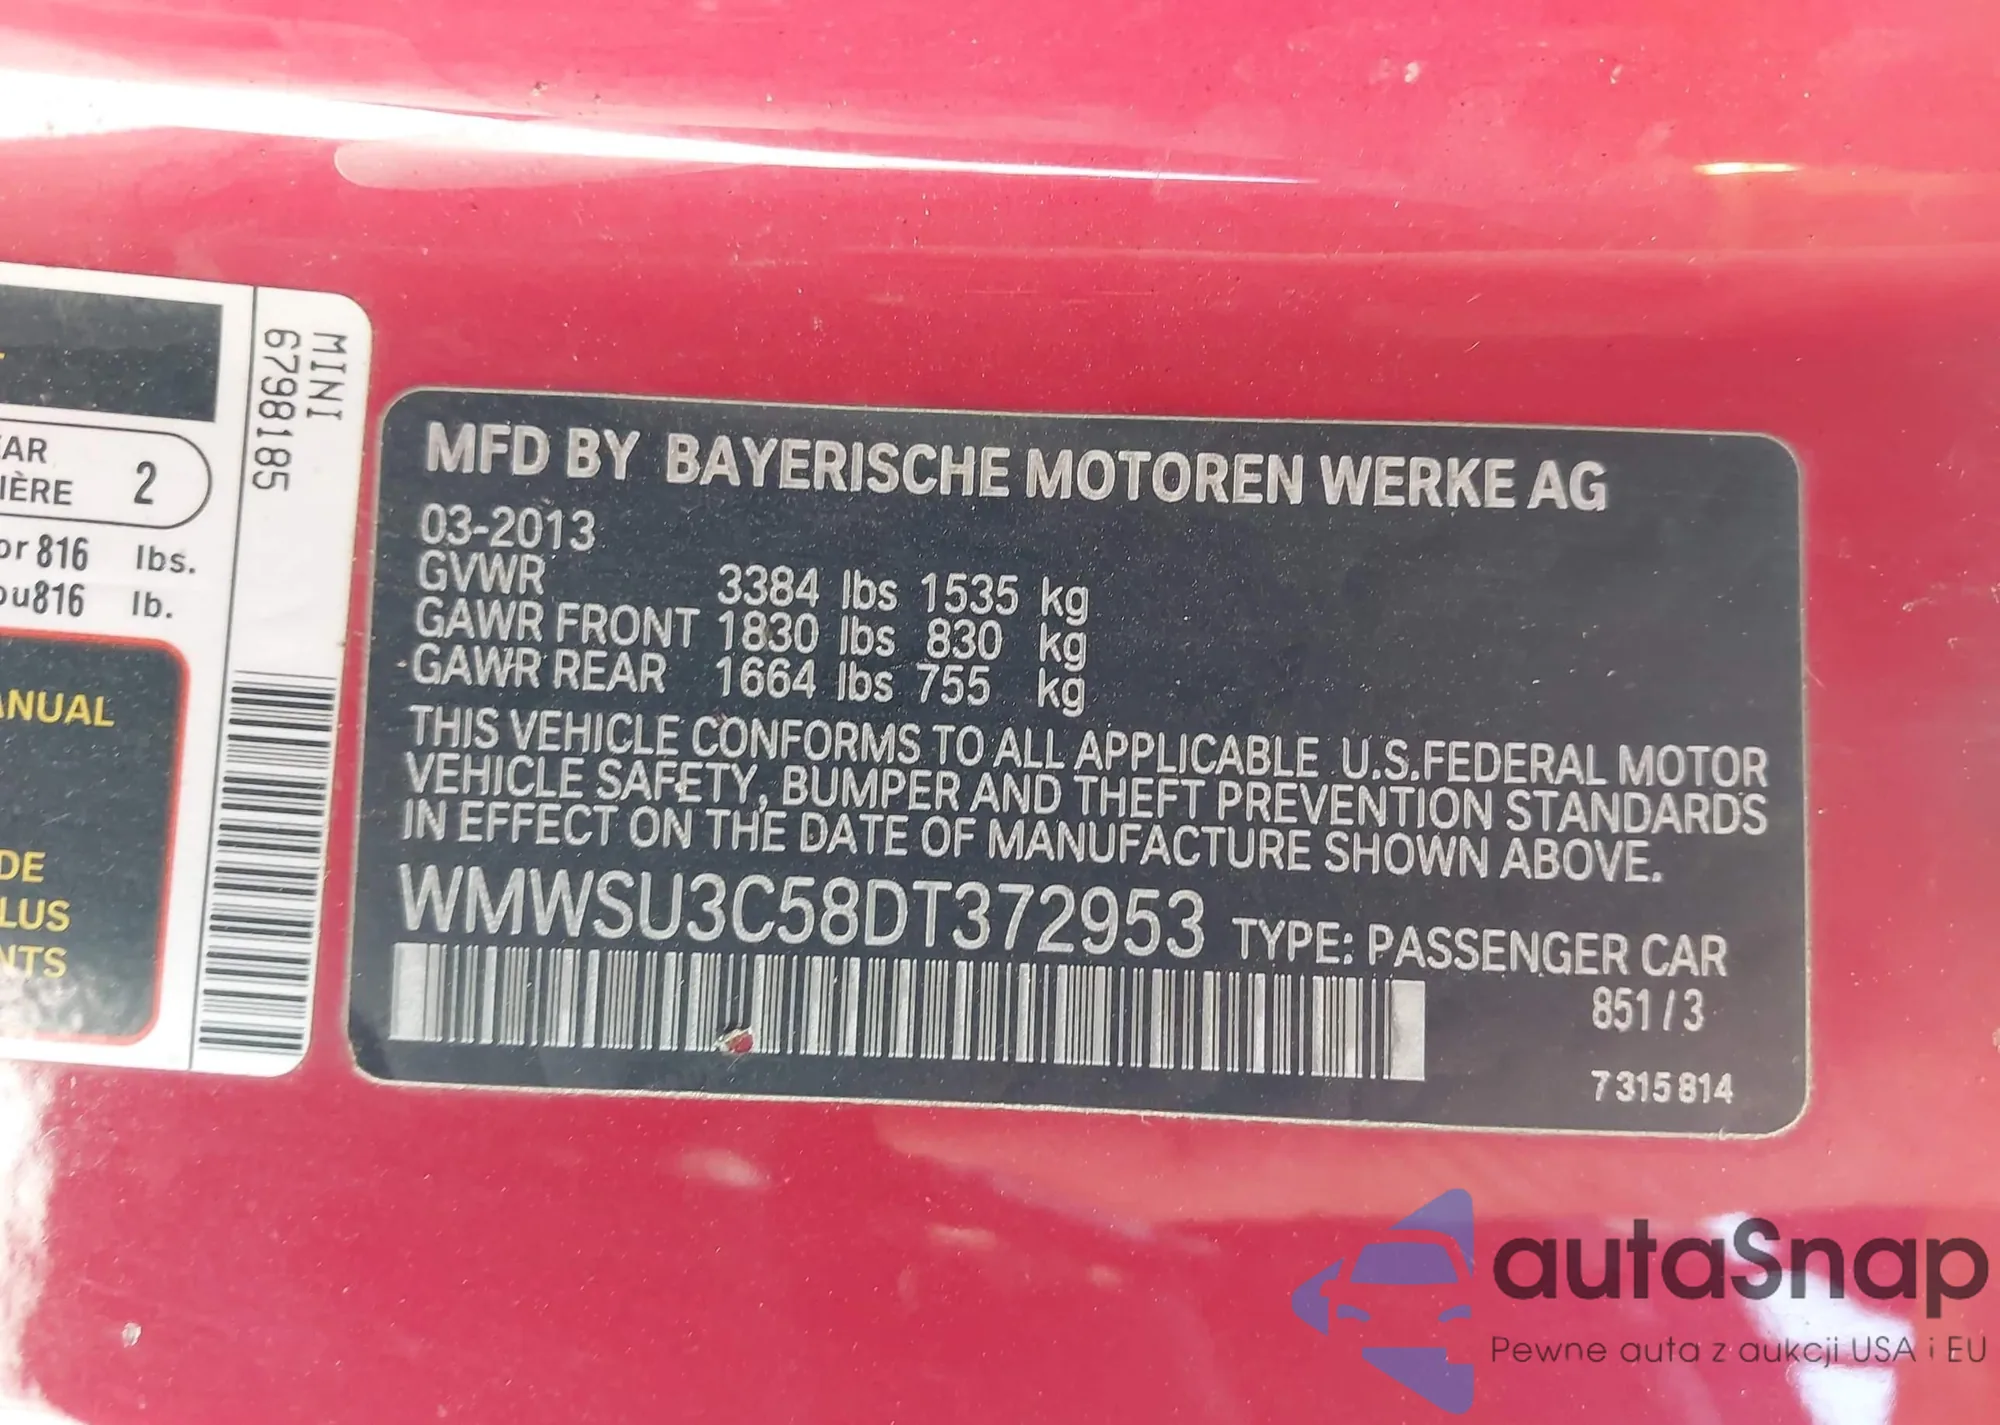 MINI
6798185
AR
IÈRE 2
or 816 lbs.
ou816 lb.
ANUAL
DE
LUS
NTS
MFD BY BAYERISCHE MOTOREN WERKE AG
03-2013
GVWR 3384 lbs 1535 kg
GAWR FRONT 1830 lbs 830 kg
GAWR REAR 1664 lbs 755 kg
THIS VEHICLE CONFORMS TO ALL APPLICABLE U.S.FEDERAL MOTOR
VEHICLE SAFETY, BUMPER AND THEFT PREVENTION STANDARDS
IN EFFECT ON THE DATE OF MANUFACTURE SHOWN ABOVE.
WMWSU3C58DT372953 TYPE: PASSENGER CAR
851 / 3
7 315 814
autaSnap
Pewne auta z aukcji USA i EU